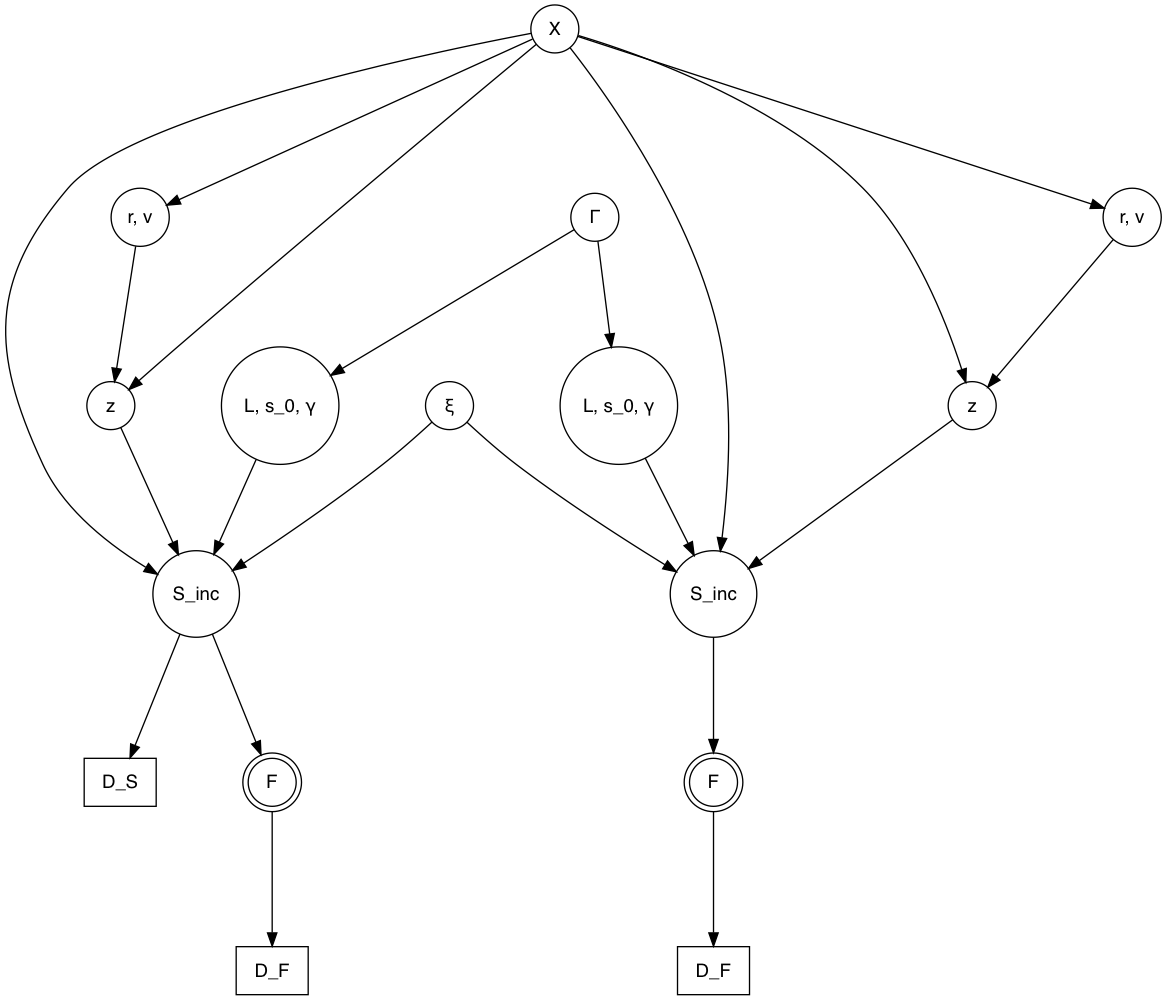 X
r, v
Γ
r, v
z
L, s_0, γ
ξ
L, s_0, γ
z
S_inc
S_inc
D_S
F
F
D_F
D_F